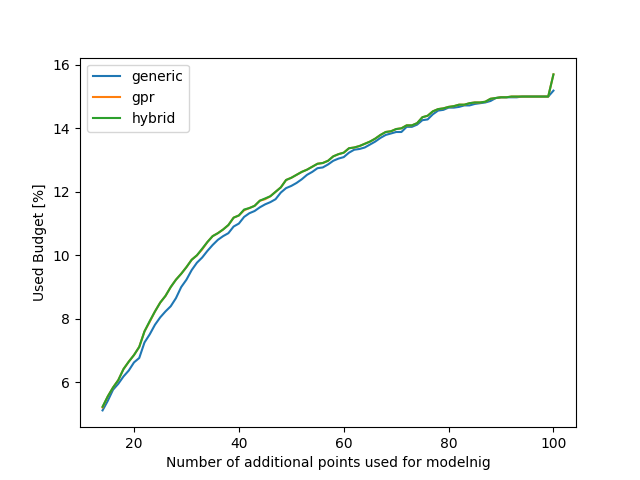 generic
gpr
hybrid
16
14
12
10
8
6
Used Budget [%]
20 40 60 80 100
Number of additional points used for modelnig